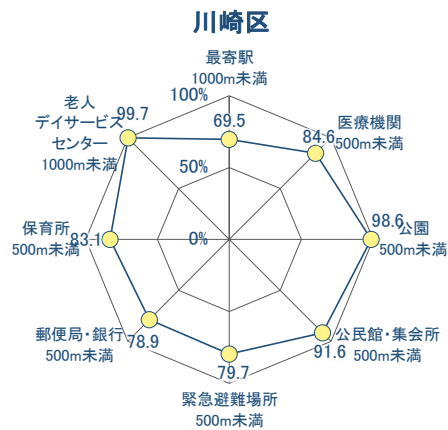 川崎区
最寄駅
1000m未満
100%
69.5
医療機関
84.6
500m未満
98.6
公園
500m未満
公民館・集会所
91.6
500m未満
79.7
緊急避難場所
500m未満
郵便局・銀行
500m未満
78.9
保育所
83.1
500m未満
老人
デイサービス
センター
1000m未満
99.7
50%
0%